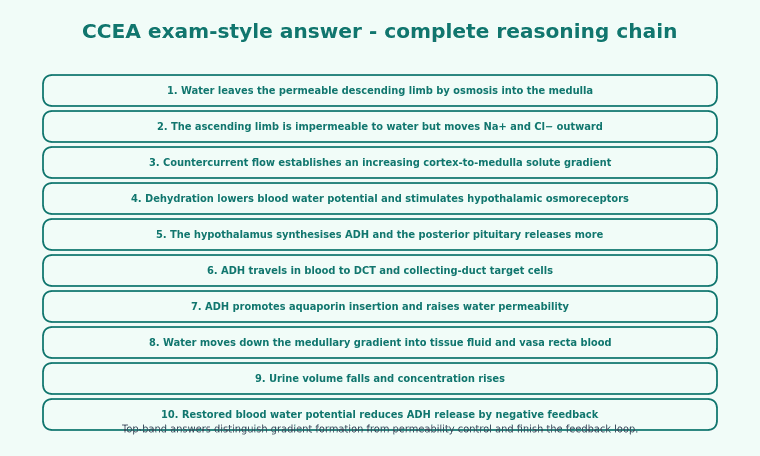 CCEA exam-style answer - complete reasoning chain
1. Water leaves the permeable descending limb by osmosis into the medulla
2. The ascending limb is impermeable to water but moves Na+ and Cl− outward
3. Countercurrent flow establishes an increasing cortex-to-medulla solute gradient
4. Dehydration lowers blood water potential and stimulates hypothalamic osmoreceptors
5. The hypothalamus synthesises ADH and the posterior pituitary releases more
6. ADH travels in blood to DCT and collecting-duct target cells
7. ADH promotes aquaporin insertion and raises water permeability
8. Water moves down the medullary gradient into tissue fluid and vasa recta blood
9. Urine volume falls and concentration rises
10. Restored blood water potential reduces ADH release by negative feedback
Top-band answers distinguish gradient formation from permeability control and finish the feedback loop.